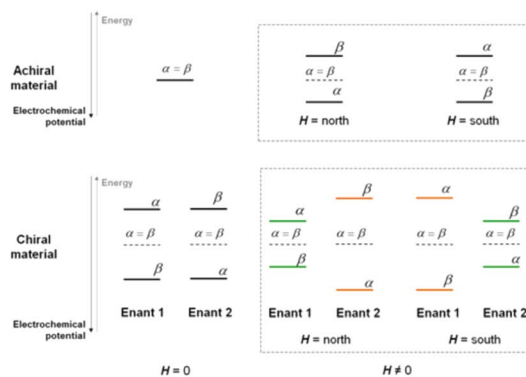 Energy
α = β
β
α
α = β
α = β
α
β
Achiral
material
Electrochemical
potential
H = north
H = south
Energy
α
β
β
α
α
β
α = β
α = β
α = β
α = β
α = β
α = β
Chiral
material
β
α
β
α
β
α
Enant 1
Enant 2
Enant 1
Enant 2
Enant 1
Enant 2
Electrochemical
potential
H = north
H = south
H = 0
H ≠ 0